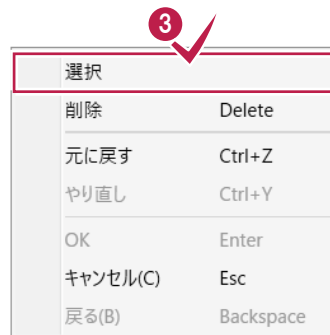 3
選択
削除 Delete
元に戻す Ctrl+Z
やり直し Ctrl+Y
OK Enter
キャンセル(C) Esc
戻る(B) Backspace